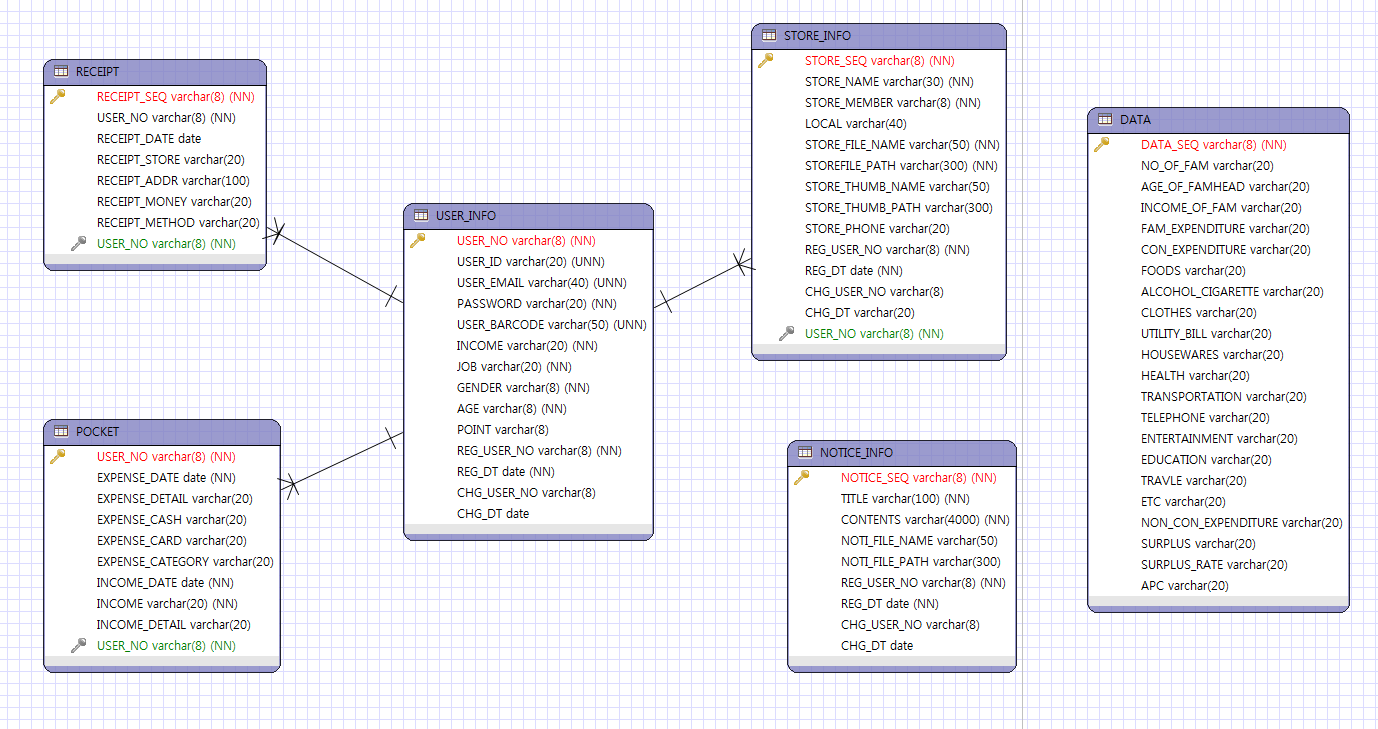 RECEIPT
RECEIPT_SEQ varchar(8) (NN)
USER_NO varchar(8) (NN)
RECEIPT_DATE date
RECEIPT_STORE varchar(20)
RECEIPT_ADDR varchar(100)
RECEIPT_MONEY varchar(20)
RECEIPT_METHOD varchar(20)
USER_NO varchar(8) (NN)
POCKET
USER_NO varchar(8) (NN)
EXPENSE_DATE date (NN)
EXPENSE_DETAIL varchar(20)
EXPENSE_CASH varchar(20)
EXPENSE_CARD varchar(20)
EXPENSE_CATEGORY varchar(20)
INCOME_DATE date (NN)
INCOME varchar(20) (NN)
INCOME_DETAIL varchar(20)
USER_NO varchar(8) (NN)
USER_INFO
USER_NO varchar(8) (NN)
USER_ID varchar(20) (UNN)
USER_EMAIL varchar(40) (UNN)
PASSWORD varchar(20) (NN)
USER_BARCODE varchar(50) (UNN)
INCOME varchar(20) (NN)
JOB varchar(20) (NN)
GENDER varchar(8) (NN)
AGE varchar(8) (NN)
POINT varchar(8)
REG_USER_NO varchar(8) (NN)
REG_DT date (NN)
CHG_USER_NO varchar(8)
CHG_DT date
STORE_INFO
STORE_SEQ varchar(8) (NN)
STORE_NAME varchar(30) (NN)
STORE_MEMBER varchar(8) (NN)
LOCAL varchar(40)
STORE_FILE_NAME varchar(50) (NN)
STOREFILE_PATH varchar(300) (NN)
STORE_THUMB_NAME varchar(50)
STORE_THUMB_PATH varchar(300)
STORE_PHONE varchar(20)
REG_USER_NO varchar(8) (NN)
REG_DT date (NN)
CHG_USER_NO varchar(8)
CHG_DT varchar(20)
USER_NO varchar(8) (NN)
NOTICE_INFO
NOTICE_SEQ varchar(8) (NN)
TITLE varchar(100) (NN)
CONTENTS varchar(4000) (NN)
NOTI_FILE_NAME varchar(50)
NOTI_FILE_PATH varchar(300)
REG_USER_NO varchar(8) (NN)
REG_DT date (NN)
CHG_USER_NO varchar(8)
CHG_DT date
DATA
DATA_SEQ varchar(8) (NN)
NO_OF_FAM varchar(20)
AGE_OF_FAMHEAD varchar(20)
INCOME_OF_FAM varchar(20)
FAM_EXPENDITURE varchar(20)
CON_EXPENDITURE varchar(20)
FOODS varchar(20)
ALCOHOL_CIGARETTE varchar(20)
CLOTHES varchar(20)
UTILITY_BILL varchar(20)
HOUSEWARES varchar(20)
HEALTH varchar(20)
TRANSPORTATION varchar(20)
TELEPHONE varchar(20)
ENTERTAINMENT varchar(20)
EDUCATION varchar(20)
TRAVLE varchar(20)
ETC varchar(20)
NON_CON_EXPENDITURE varchar(20)
SURPLUS varchar(20)
SURPLUS_RATE varchar(20)
APC varchar(20)